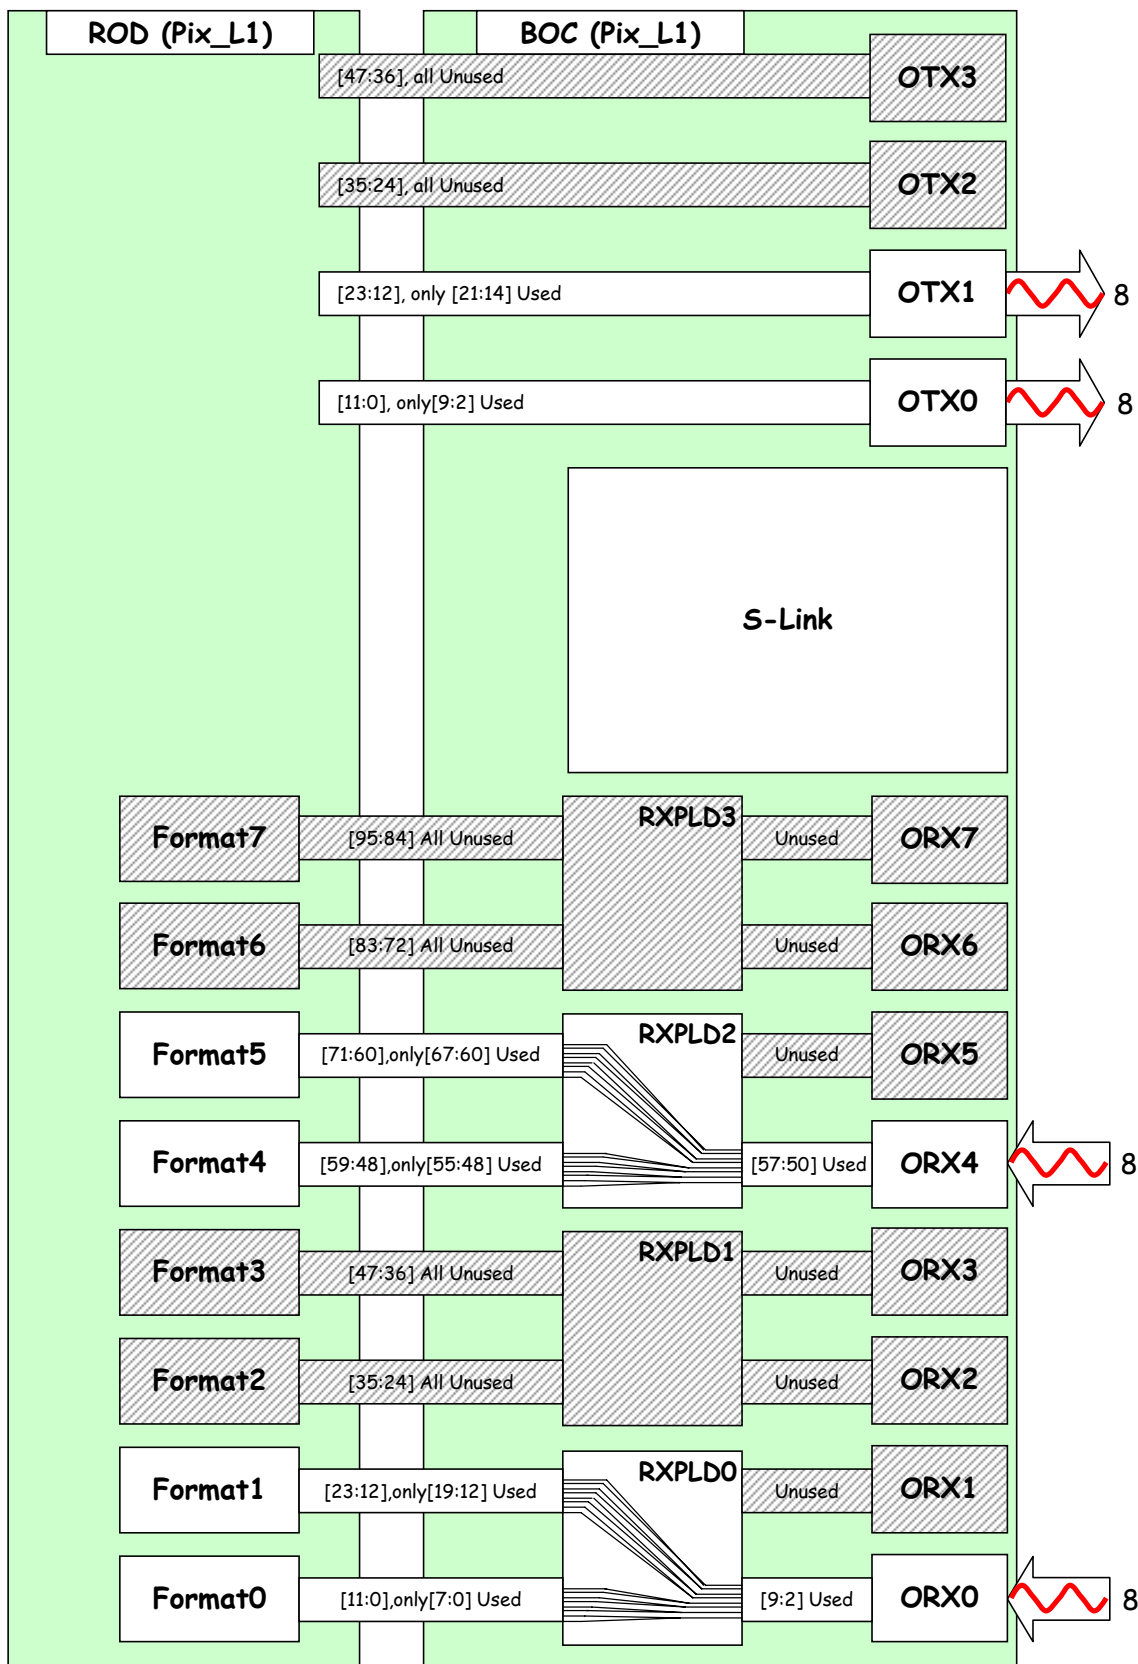 ROD (Pix_L1)
BOC (Pix_L1)
[47:36], all Unused
OTX3
[35:24], all Unused
OTX2
[23:12], only [21:14] Used
OTX1
8
[11:0], only[9:2] Used
OTX0
8
S-Link
RXPLD3
Format7
[95:84] All Unused
Unused
ORX7
Format6
[83:72] All Unused
Unused
ORX6
RXPLD2
Format5
[71:60],only[67:60] Used
Unused
ORX5
Format4
[59:48],only[55:48] Used
[57:50] Used
ORX4
8
RXPLD1
Format3
[47:36] All Unused
Unused
ORX3
Format2
[35:24] All Unused
Unused
ORX2
RXPLD0
Format1
[23:12],only[19:12] Used
Unused
ORX1
Format0
[11:0],only[7:0] Used
[9:2] Used
ORX0
8